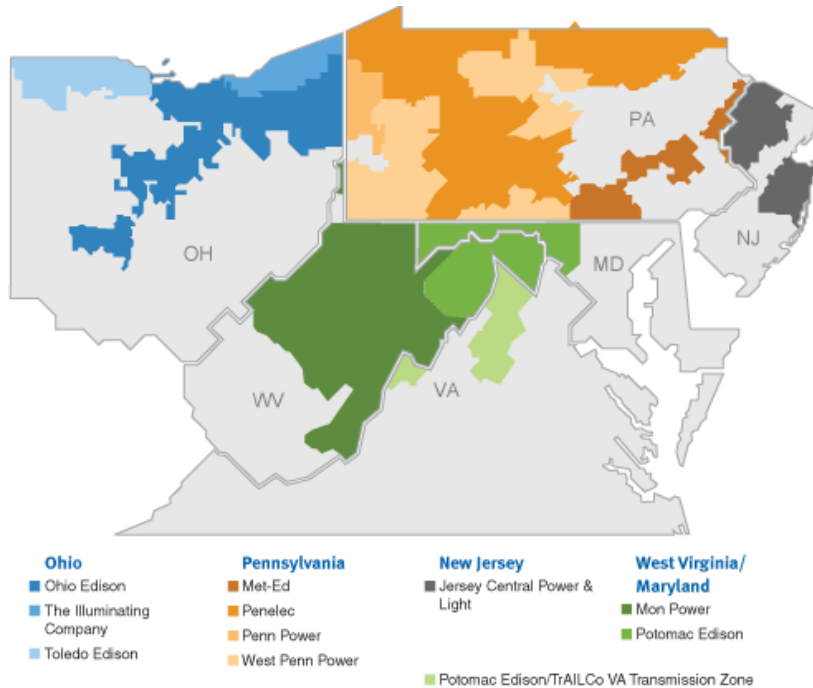 PA
NJ
OH
MD
WV
VA
Ohio
Ohio Edison
The Illuminating
Company
Toledo Edison
Pennsylvania
Met-Ed
Penelec
Penn Power
West Penn Power
New Jersey
Jersey Central Power &
Light
West Virginia/
Maryland
Mon Power
Potomac Edison
Potomac Edison/TrAILCo VA Transmission Zone